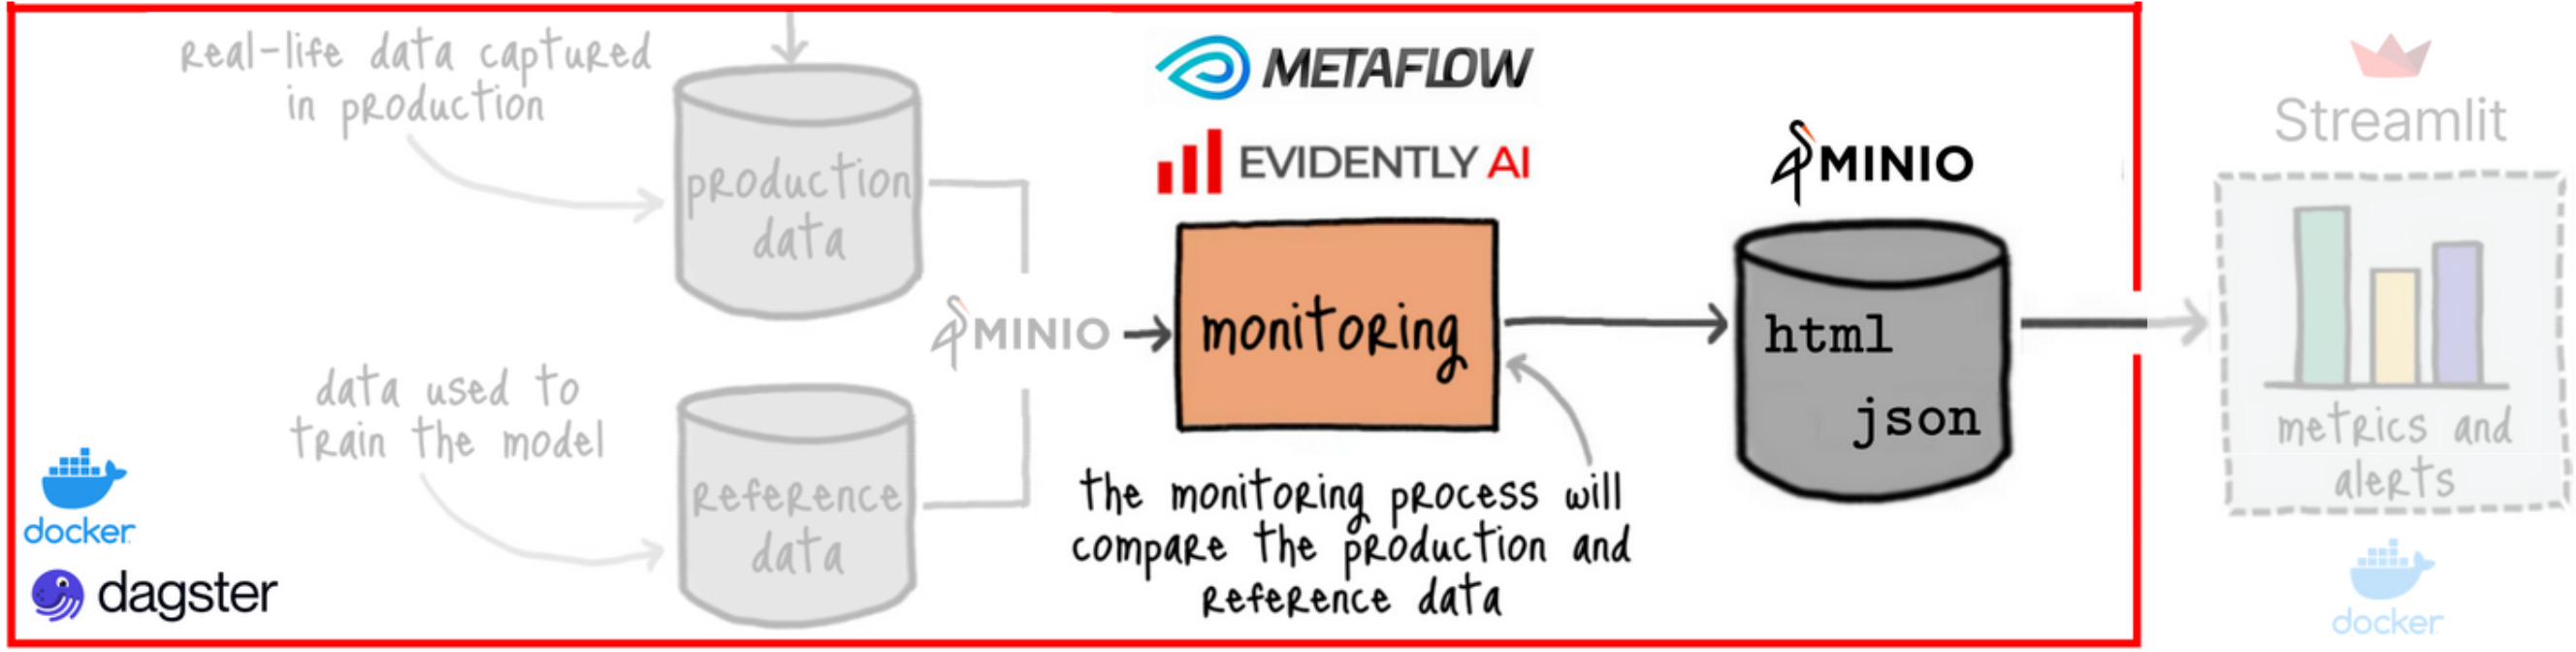 real-life data captured
in production
production
data
data used to
train the model
reference
data
docker
dagster
MINIO
METAFLOW
EVIDENTLY AI
monitoring
the monitoring process will
compare the production and
reference data
MINIO
html
json
Streamlit
metrics and
alerts
docker